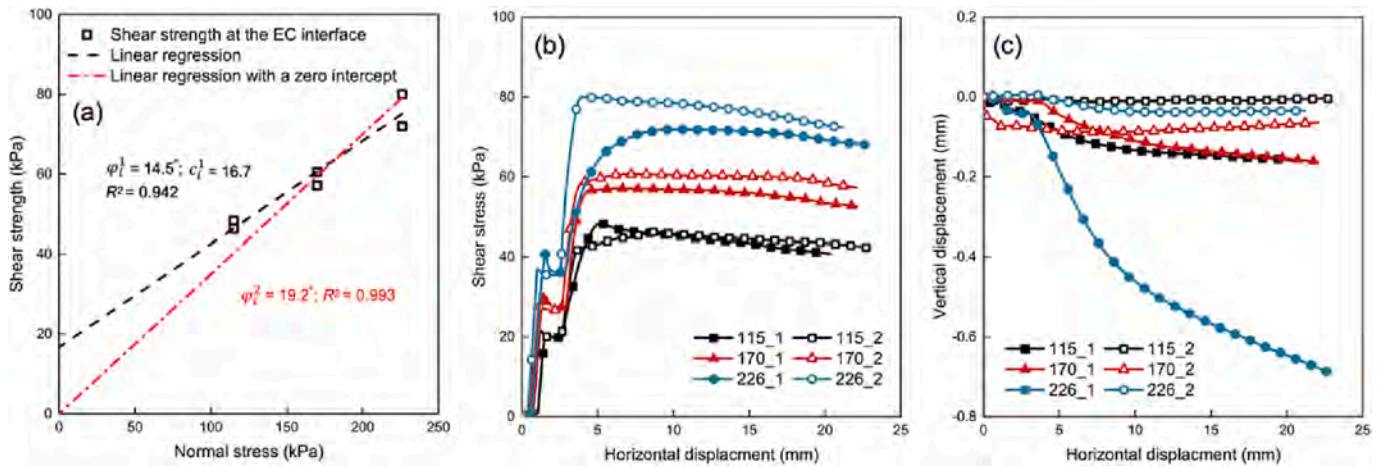 100
80
60
40
20
0
Shear strength (kPa)
0 50 100 150 200 250
Normal stress (kPa)
Shear strength at the EC interface
Linear regression
Linear regression with a zero intercept
(a)
φᵢ¹ = 14.5°; cᵢ¹ = 16.7
R² = 0.942
φᵢ² = 19.2°; R² = 0.993
100
80
60
40
20
0
Shear stress (kPa)
0 5 10 15 20 25
Horizontal displacment (mm)
(b)
115_1 115_2
170_1 170_2
226_1 226_2
0.2
0.0
-0.2
-0.4
-0.6
-0.8
Vertical displacement (mm)
0 5 10 15 20 25
Horizontal displacement (mm)
(c)
115_1 115_2
170_1 170_2
226_1 226_2